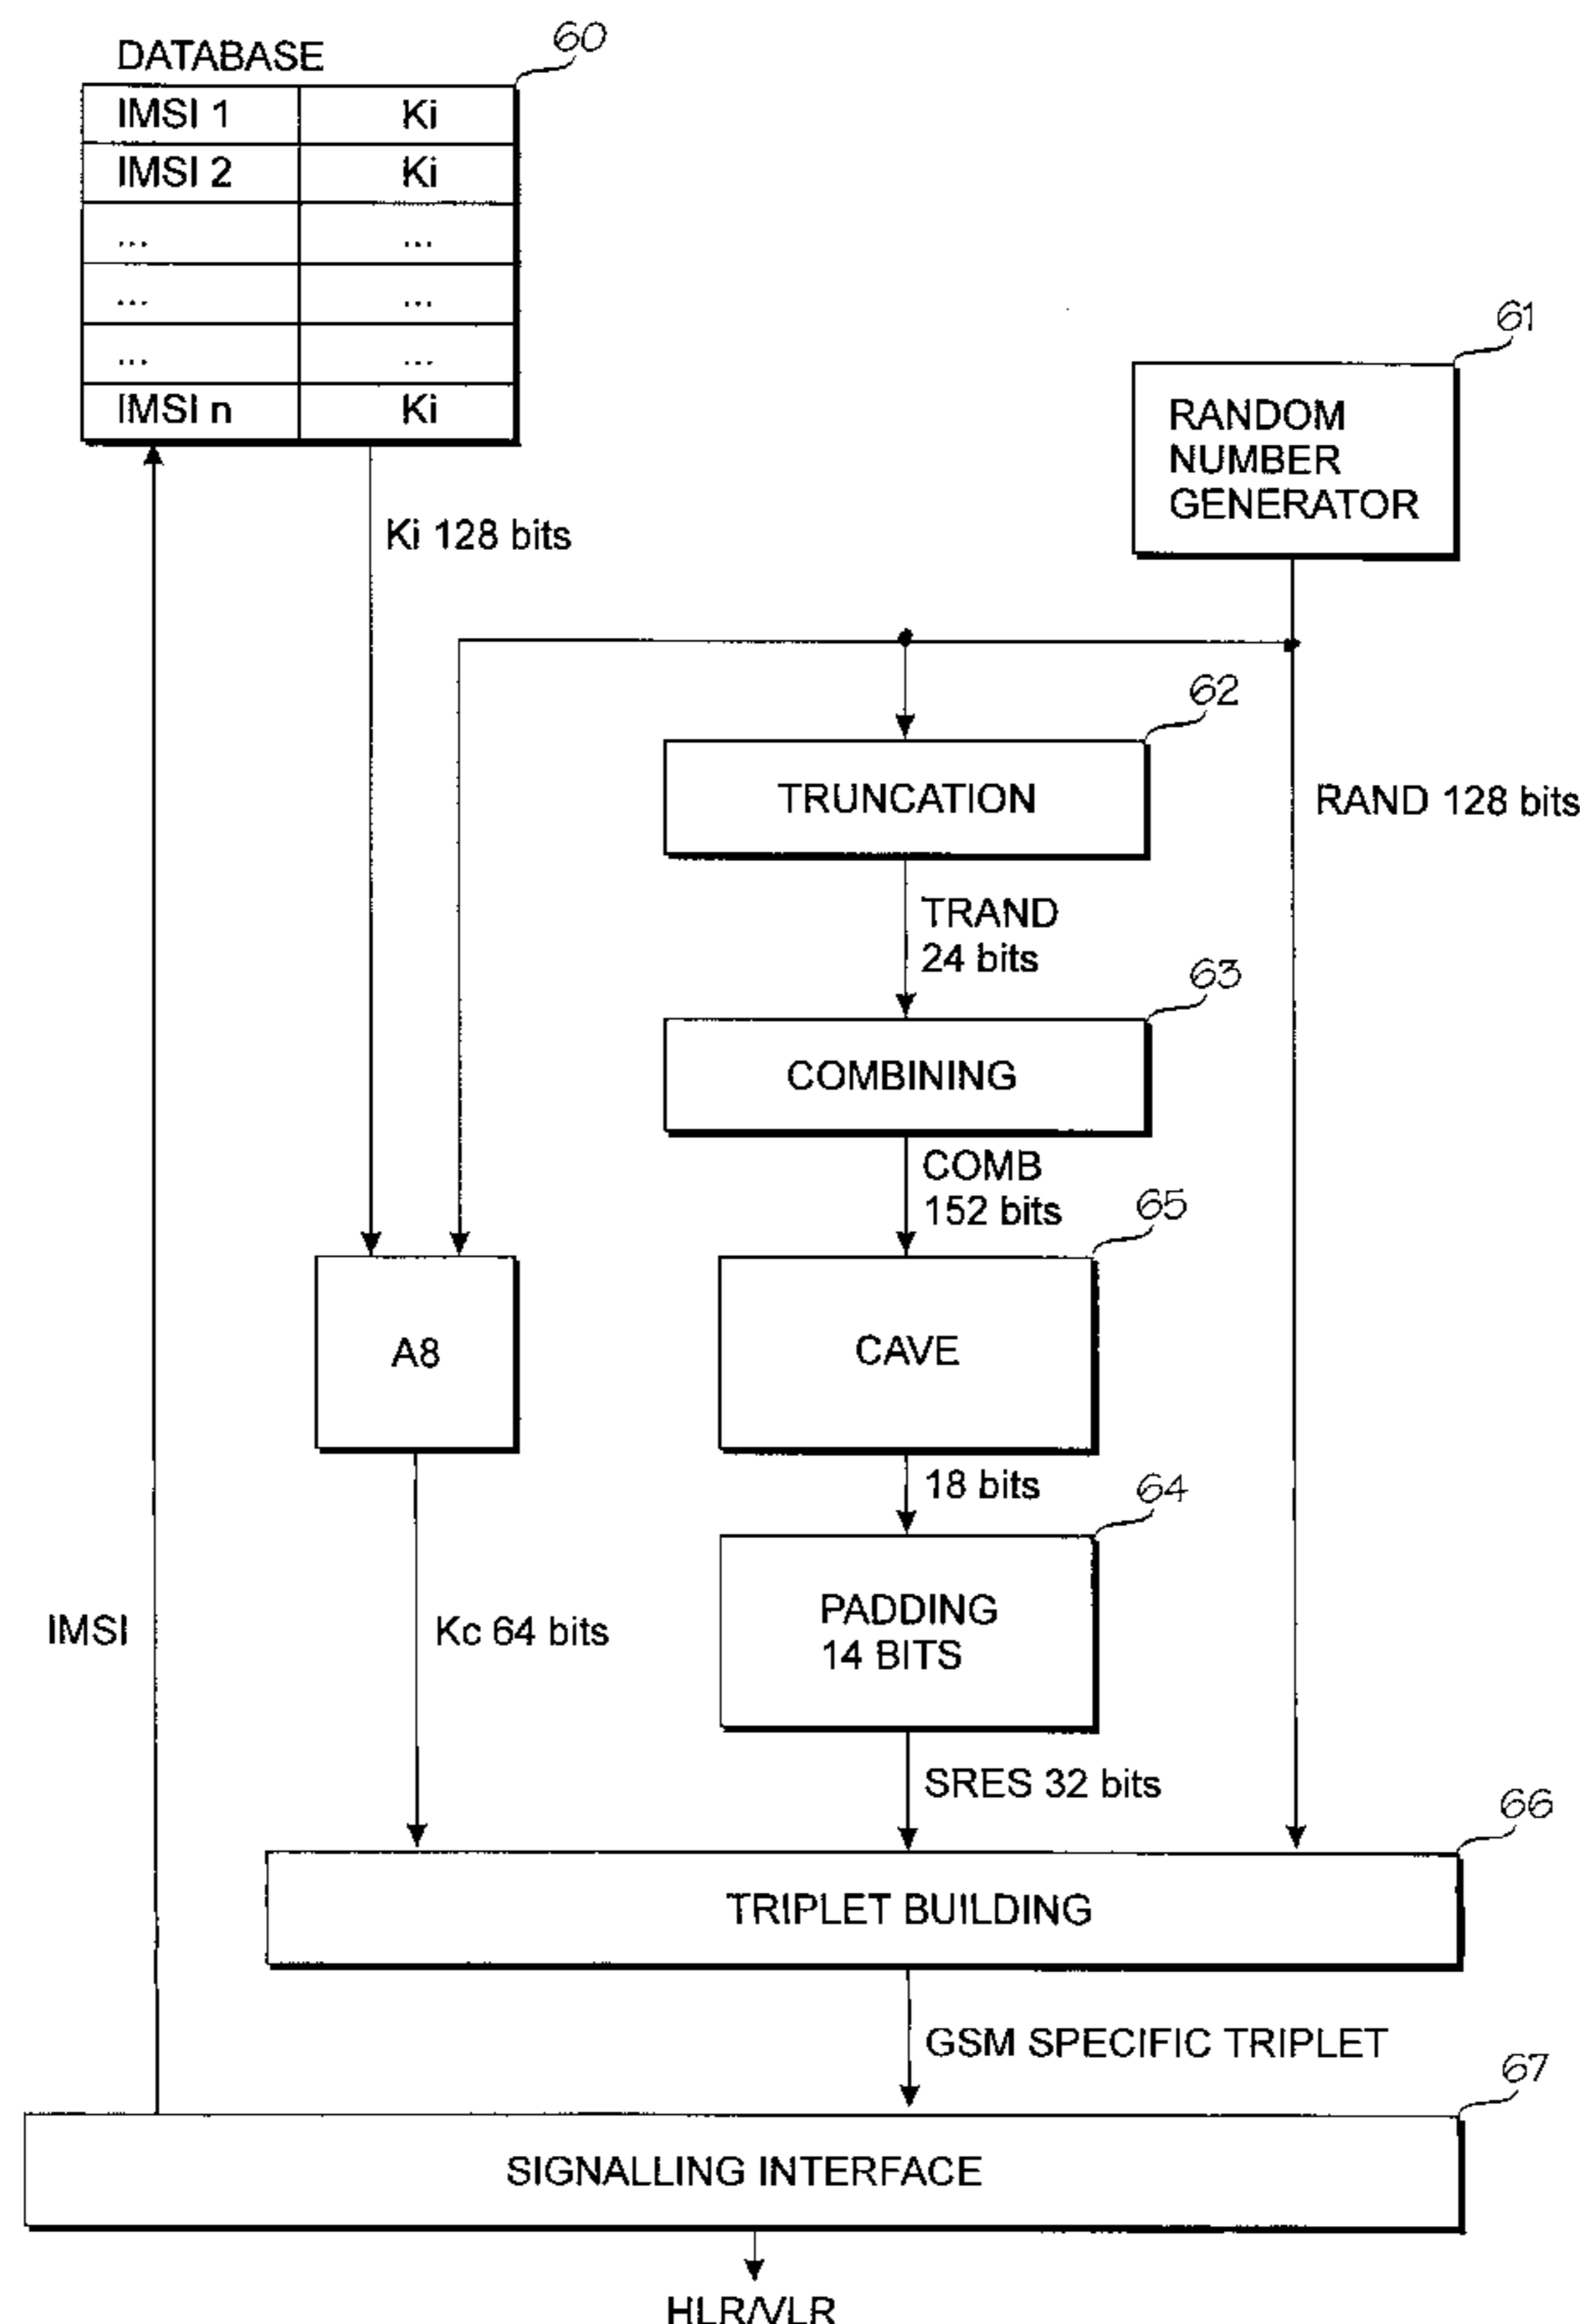 DATABASE
60
IMSI 1 Ki
IMSI 2 Ki
... ...
... ...
... ...
IMSI n Ki
61
RANDOM
NUMBER
GENERATOR
Ki 128 bits
62
TRUNCATION
RAND 128 bits
TRAND
24 bits
63
COMBINING
COMB
152 bits
65
A8
CAVE
18 bits
64
PADDING
14 BITS
IMSI
Kc 64 bits
SRES 32 bits
66
TRIPLET BUILDING
GSM SPECIFIC TRIPLET
67
SIGNALLING INTERFACE
HLR/VLR